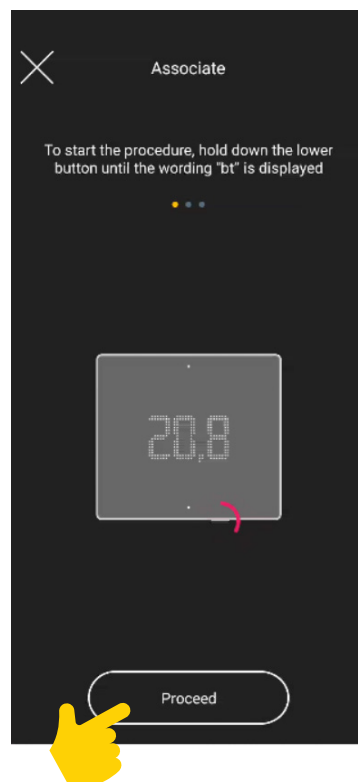 Associate
To start the procedure, hold down the lower
button until the wording "bt" is displayed
20,8
Proceed